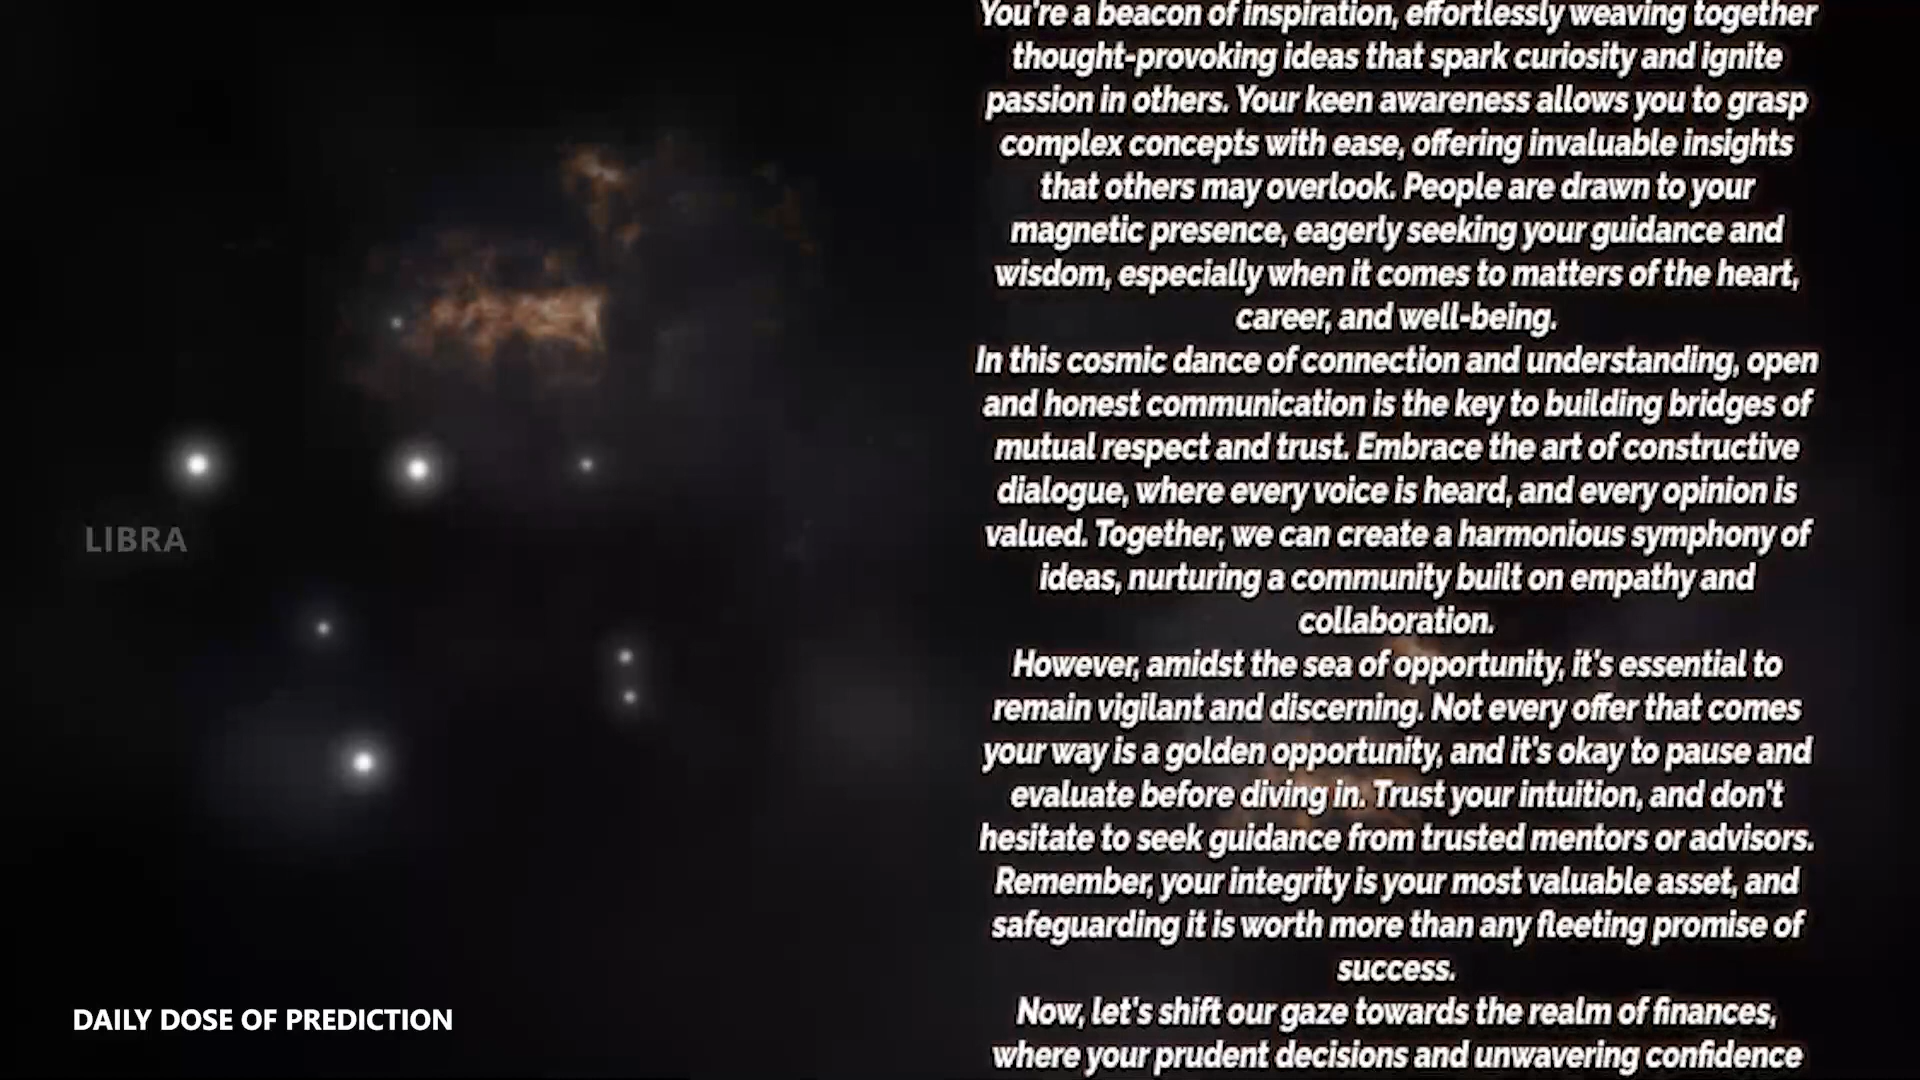 You're a beacon of inspiration, effortlessly weaving together
thought-provoking ideas that spark curiosity and ignite
passion in others. Your keen awareness allows you to grasp
complex concepts with ease, offering invaluable insights
that others may overlook. People are drawn to your
magnetic presence, eagerly seeking your guidance and
wisdom, especially when it comes to matters of the heart,
career, and well-being.
In this cosmic dance of connection and understanding, open
and honest communication is the key to building bridges of
mutual respect and trust. Embrace the art of constructive
dialogue, where every voice is heard, and every opinion is
valued. Together, we can create a harmonious symphony of
ideas, nurturing a community built on empathy and
collaboration.
However, amidst the sea of opportunity, it's essential to
remain vigilant and discerning. Not every offer that comes
your way is a golden opportunity, and it's okay to pause and
evaluate before diving in. Trust your intuition, and don't
hesitate to seek guidance from trusted mentors or advisors.
Remember, your integrity is your most valuable asset, and
safeguarding it is worth more than any fleeting promise of
success.
Now, let's shift our gaze towards the realm of finances,
where your prudent decisions and unwavering confidence
LIBRA
DAILY DOSE OF PREDICTION